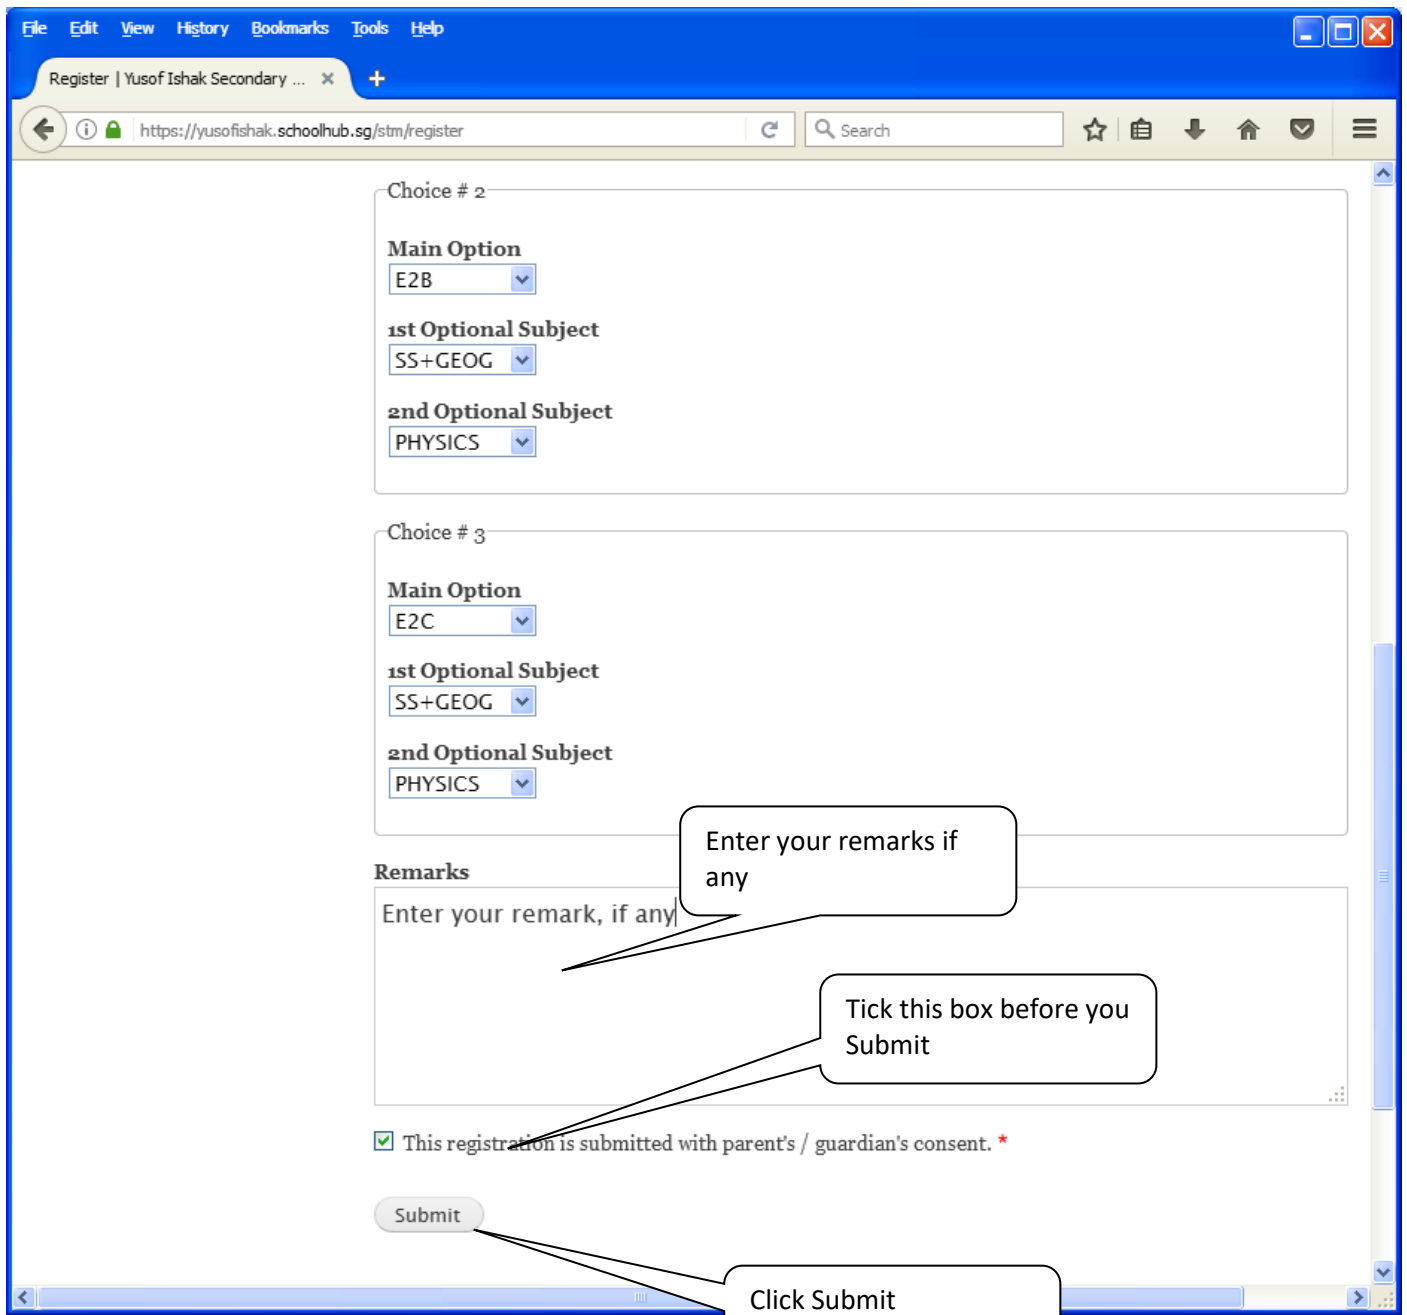 File Edit View History Bookmarks Tools Help
Register | Yusof Ishak Secondary ...
https://yusofishak.schoolhub.sg/stm/register
Search
Choice # 2
Main Option
E2B
1st Optional Subject
SS+GEOG
2nd Optional Subject
PHYSICS
Choice # 3
Main Option
E2C
1st Optional Subject
SS+GEOG
2nd Optional Subject
PHYSICS
Enter your remarks if
any
Remarks
Enter your remark, if any
Tick this box before you
Submit
This registration is submitted with parent's / guardian's consent. *
Submit
Click Submit